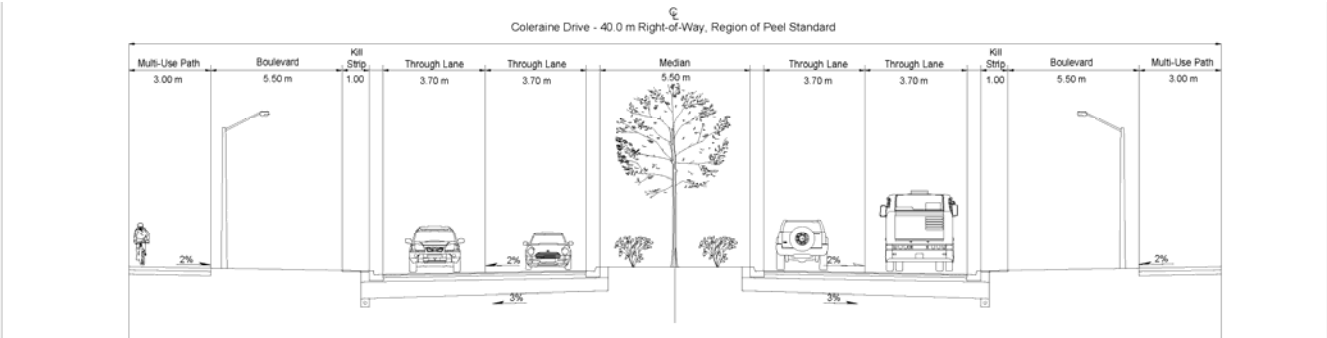 ℄
Coleraine Drive - 40.0 m Right-of-Way, Region of Peel Standard
Multi-Use Path
3.00 m
Boulevard
5.50 m
Kill
Strip
1.00
Through Lane
3.70 m
Through Lane
3.70 m
Median
5.50 m
Through Lane
3.70 m
Through Lane
3.70 m
Kill
Strip
1.00
Boulevard
5.50 m
Multi-Use Path
3.00 m
2%
2%
2%
2%
3%
3%